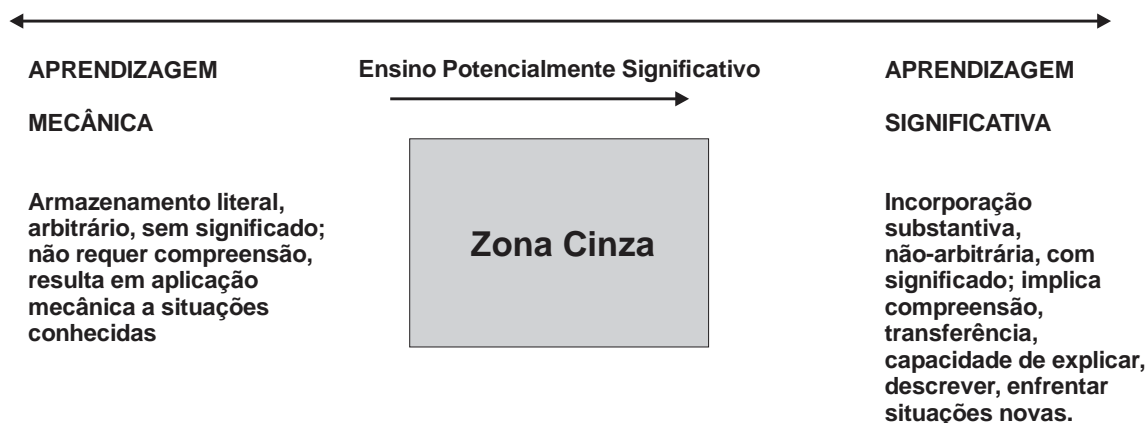 APRENDIZAGEM
MECÂNICA
Armazenamento literal,
arbitrário, sem significado;
não requer compreensão,
resulta em aplicação
mecânica a situações
conhecidas
Ensino Potencialmente Significativo
Zona Cinza
APRENDIZAGEM
SIGNIFICATIVA
Incorporação
substantiva,
não-arbitrária, com
significado; implica
compreensão,
transferência,
capacidade de explicar,
descrever, enfrentar
situações novas.